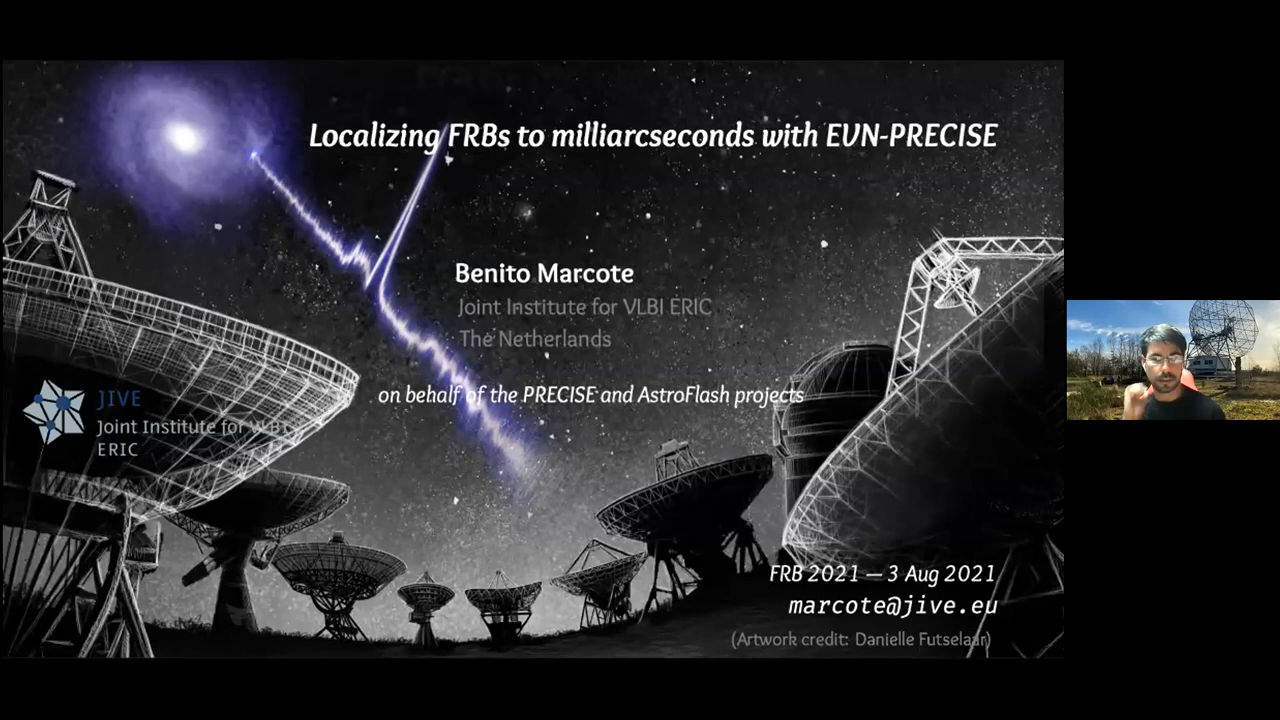 Localizing FRBs to milliarcseconds with EVN-PRECISE
Benito Marcote
Joint Institute for VLBI ERIC
The Netherlands
on behalf of the PRECISE and AstroFlash projects
JIVE
Joint Institute for VLBI
ERIC
FRB 2021 — 3 Aug 2021
marcote@jive.eu
(Artwork credit: Danielle Futselaar)